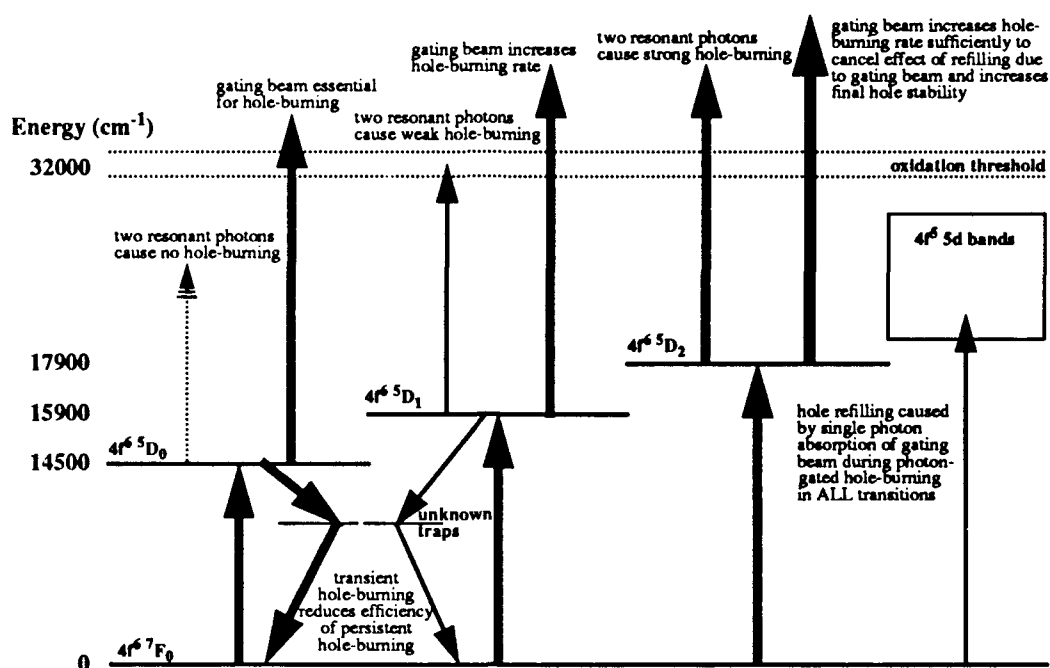 gating beam increases hole-
burning rate sufficiently to
cancel effect of refilling due
to gating beam and increases
final hole stability
two resonant photons
cause strong hole-burning
gating beam increases
hole-burning rate
gating beam essential
for hole-burning
two resonant photons
cause weak hole-burning
Energy (cm⁻¹)
32000
oxidation threshold
two resonant photons
cause no hole-burning
4f⁶ 5d bands
17900
4f⁶ ⁵D₂
15900
4f⁶ ⁵D₁
14500
4f⁶ ⁵D₀
hole refilling caused
by single photon
absorption of gating
beam during photon-
gated hole-burning
in ALL transitions
unknown
traps
transient
hole-burning
reduces efficiency
of persistent
hole-burning
0
4f⁶ ⁷F₀